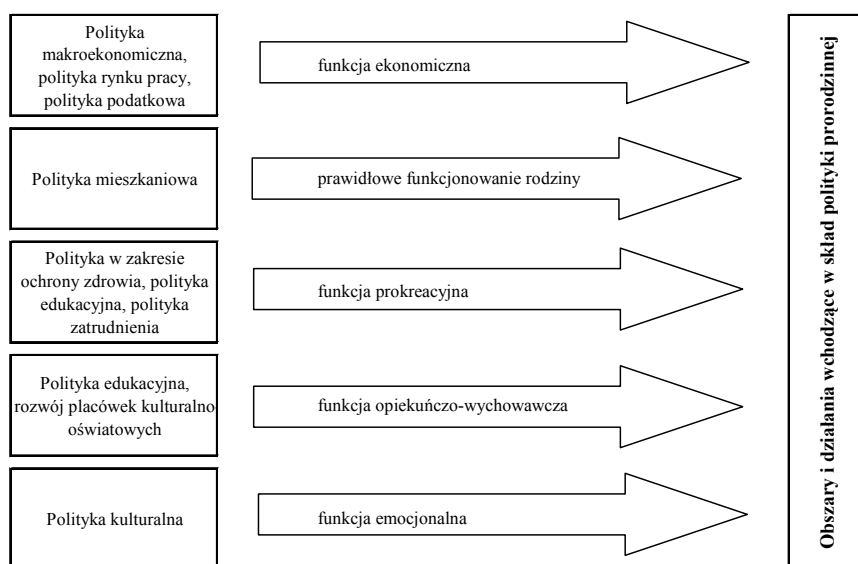 Polityka
makroekonomiczna,
polityka rynku pracy,
polityka podatkowa
funkcja ekonomiczna
Polityka mieszkaniowa
prawidłowe funkcjonowanie rodziny
Polityka w zakresie
ochrony zdrowia, polityka
edukacyjna, polityka
zatrudnienia
funkcja prokreacyjna
Polityka edukacyjna,
rozwój placówek kulturalno-
oświatowych
funkcja opiekuńczo-wychowawcza
Polityka kulturalna
funkcja emocjonalna
Obszary i działania wchodzące w skład polityki prorodzinnej